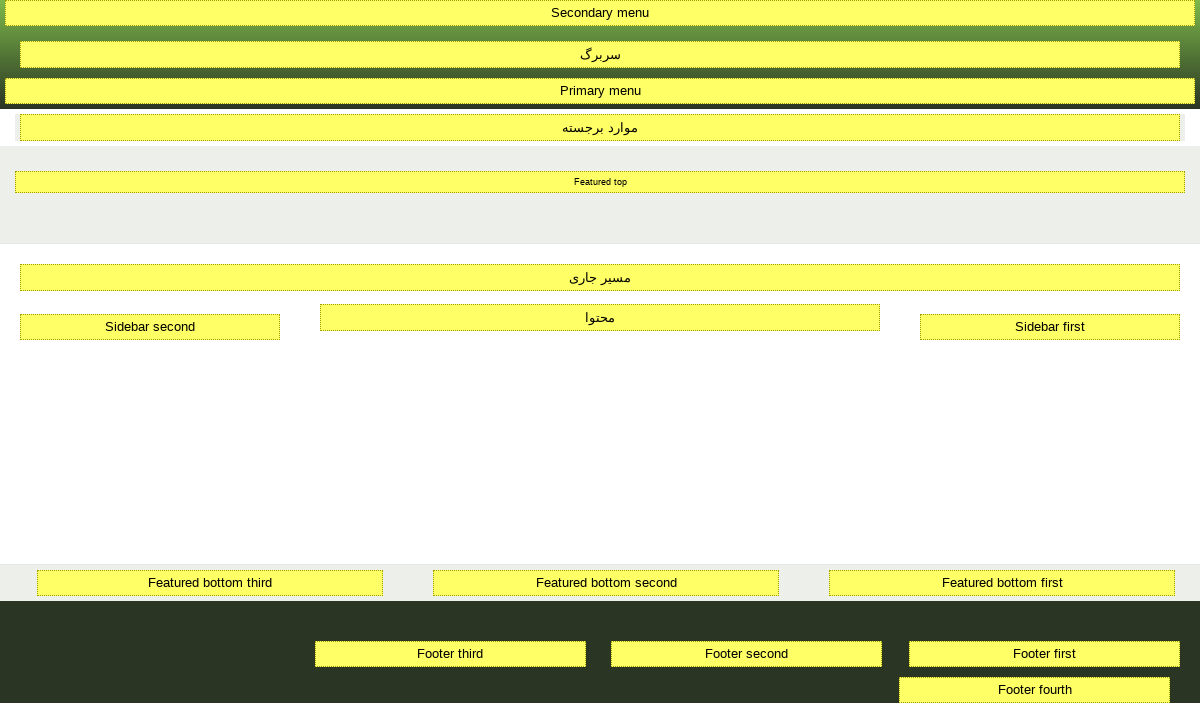 Secondary menu
سربرگ
Primary menu
موارد برجسته
Featured top
مسیر جاری
Sidebar first
محتوا
Sidebar second
Featured bottom first
Featured bottom second
Featured bottom third
Footer first
Footer second
Footer third
Footer fourth